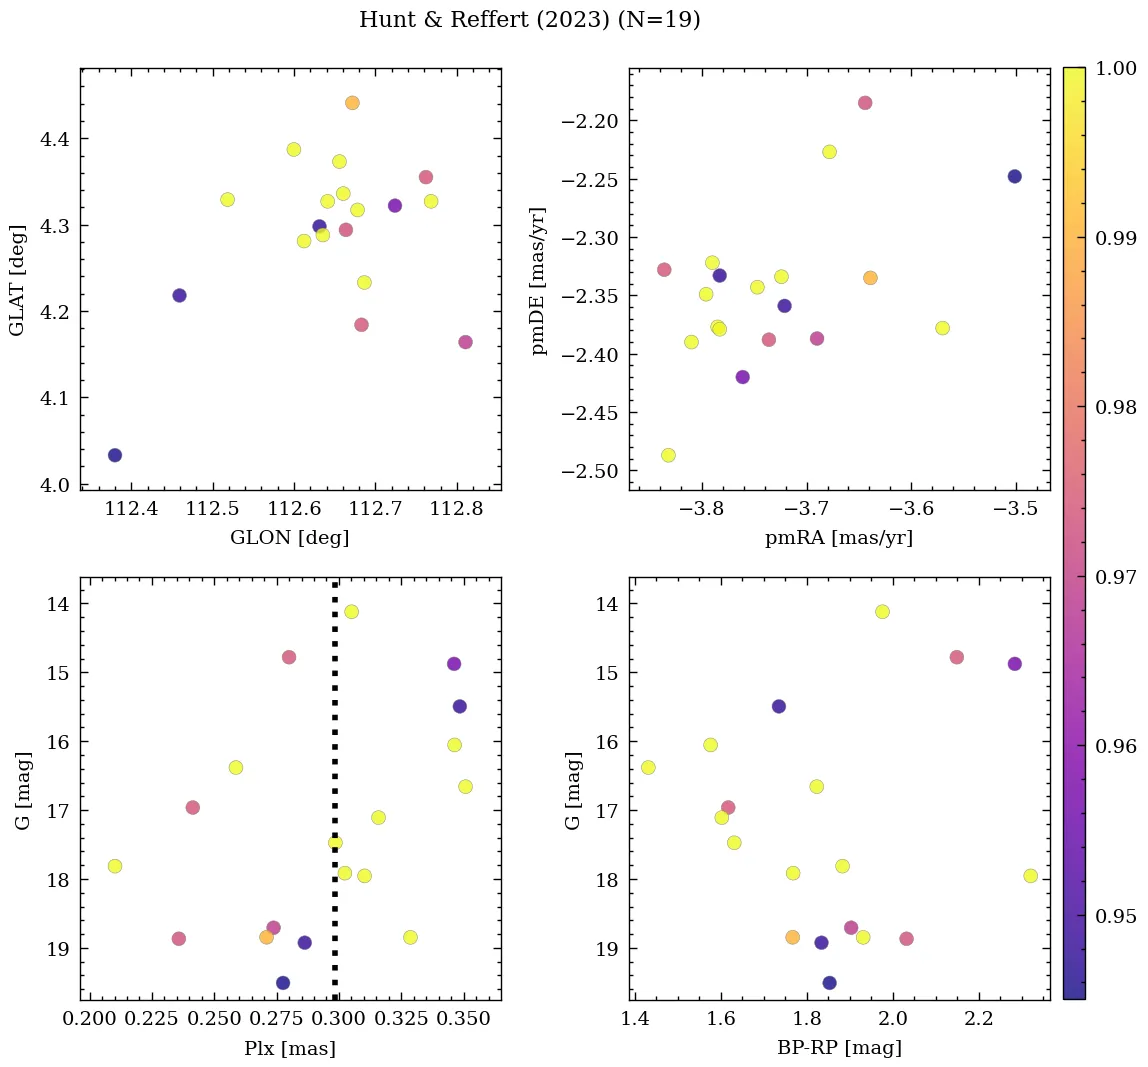 Hunt & Reffert (2023) (N=19)
4.4
4.3
4.2
4.1
4.0
GLAT [deg]
112.4 112.5 112.6 112.7 112.8
GLON [deg]
−2.20
−2.25
−2.30
−2.35
−2.40
−2.45
−2.50
pmDE [mas/yr]
−3.8 −3.7 −3.6 −3.5
pmRA [mas/yr]
14
15
16
17
18
19
G [mag]
0.200 0.225 0.250 0.275 0.300 0.325 0.350
Plx [mas]
14
15
16
17
18
19
G [mag]
1.4 1.6 1.8 2.0 2.2
BP-RP [mag]
1.00
0.99
0.98
0.97
0.96
0.95